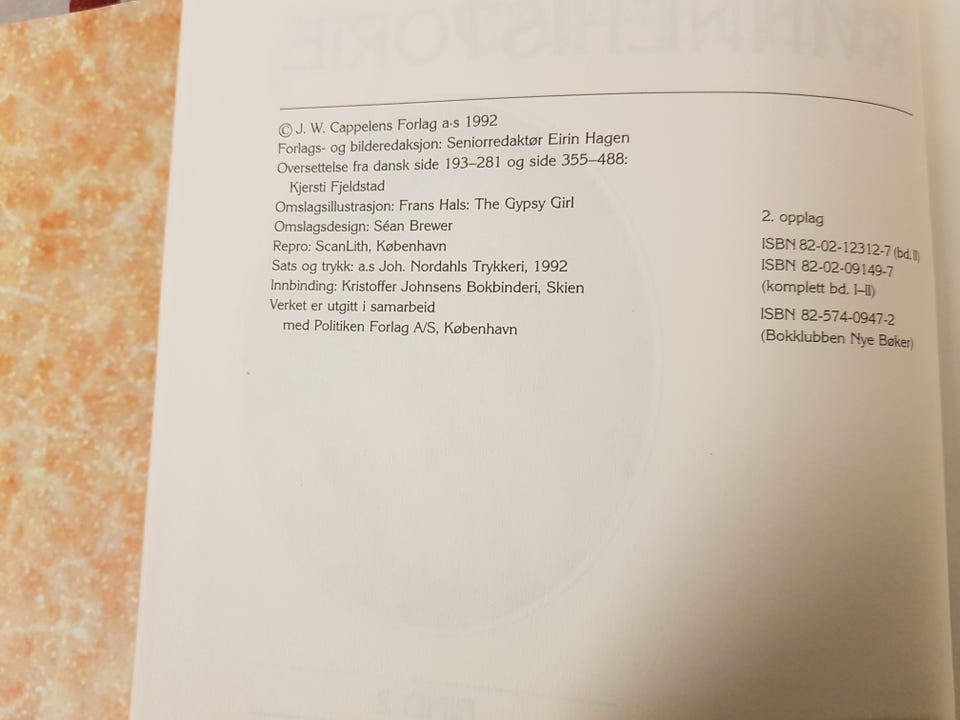 © J. W. Cappelens Forlag a·s 1992
Forlags- og bilderedaksjon: Seniorredaktør Eirin Hagen
Oversettelse fra dansk side 193–281 og side 355–488:
Kjersti Fjeldstad
Omslagsillustrasjon: Frans Hals: The Gypsy Girl
Omslagsdesign: Séan Brewer
Repro: ScanLith, København
Sats og trykk: a.s Joh. Nordahls Trykkeri, 1992
Innbinding: Kristoffer Johnsens Bokbinderi, Skien
Verket er utgitt i samarbeid
med Politiken Forlag A/S, København
2. opplag
ISBN 82-02-12312-7 (bd. II)
ISBN 82-02-09149-7
(komplett bd. I–II)
ISBN 82-574-0947-2
(Bokklubben Nye Bøker)